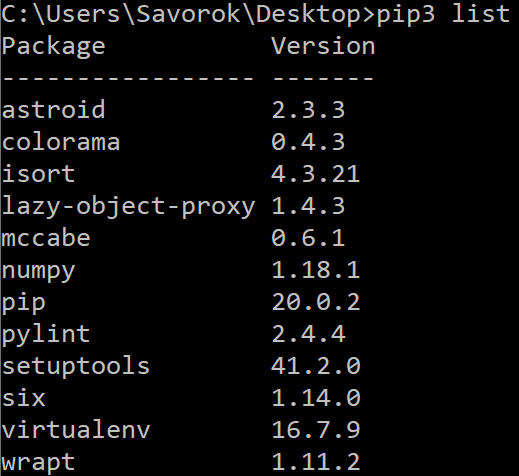 C:\Users\Savorok\Desktop>pip3 list
Package           Version
----------------- -------
astroid           2.3.3
colorama          0.4.3
isort             4.3.21
lazy-object-proxy 1.4.3
mccabe            0.6.1
numpy             1.18.1
pip               20.0.2
pylint            2.4.4
setuptools        41.2.0
six               1.14.0
virtualenv        16.7.9
wrapt             1.11.2